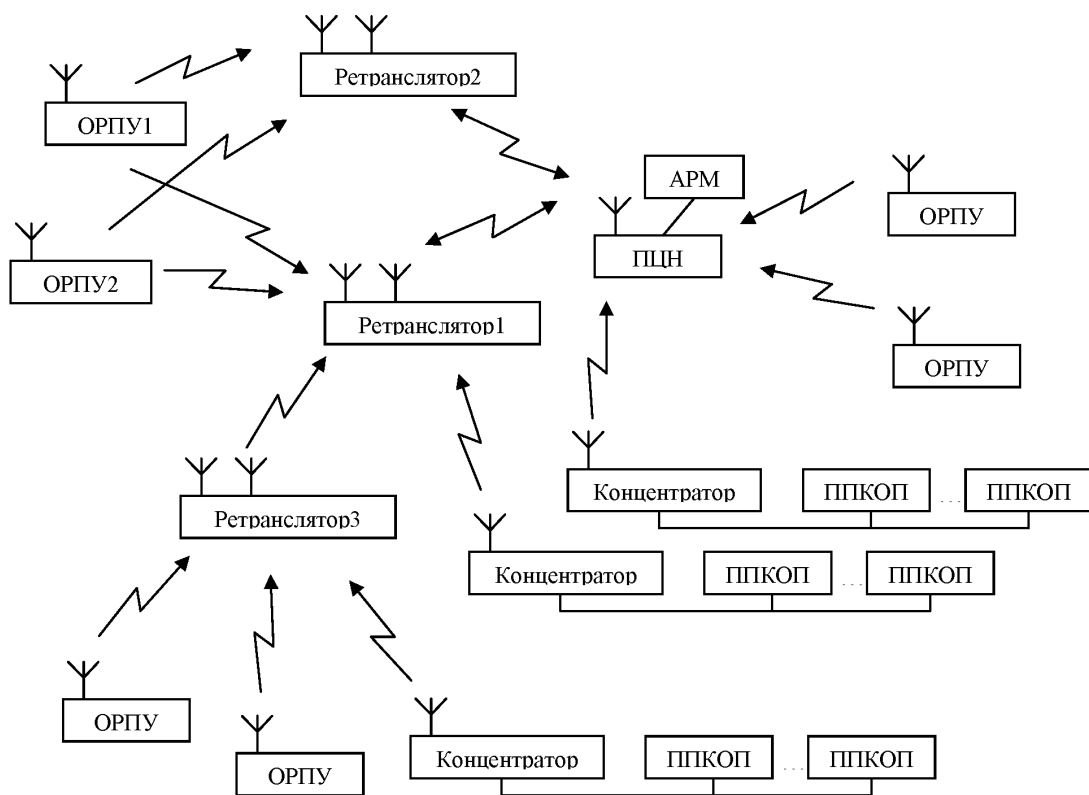 Ретранслятор2
ОРПУ1
АРМ
ОРПУ
ПЦН
ОРПУ2
Ретранслятор1
ОРПУ
Концентратор
ППКОП
ППКОП
Ретранслятор3
Концентратор
ППКОП
ППКОП
ОРПУ
Концентратор
ППКОП
ППКОП
ОРПУ